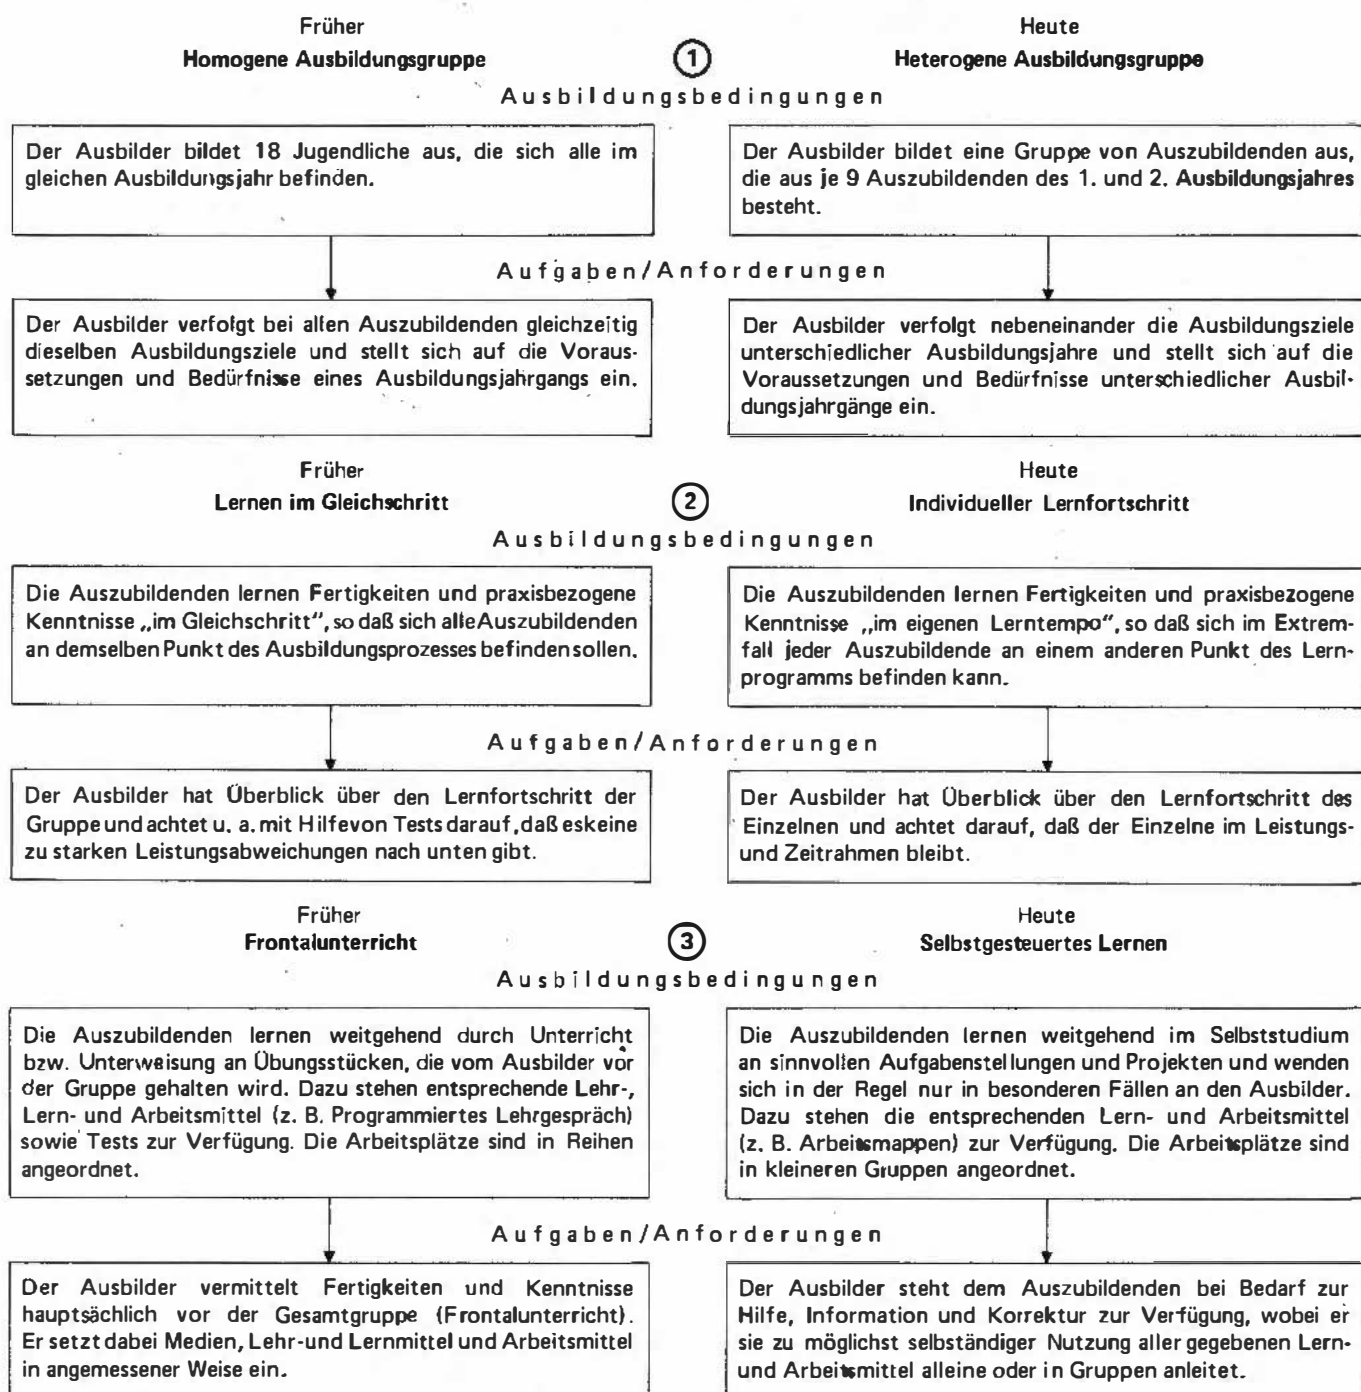 Früher
Homogene Ausbildungsgruppe
1
Heute
Heterogene Ausbildungsgruppe
Ausbildungsbedingungen
Der Ausbilder bildet 18 Jugendliche aus, die sich alle im
gleichen Ausbildungsjahr befinden.
Der Ausbilder bildet eine Gruppe von Auszubildenden aus,
die aus je 9 Auszubildenden des 1. und 2. Ausbildungsjahres
besteht.
Aufgaben/Anforderungen
Der Ausbilder verfolgt bei allen Auszubildenden gleichzeitig
dieselben Ausbildungsziele und stellt sich auf die Voraus-
setzungen und Bedürfnisse eines Ausbildungsjahrgangs ein.
Der Ausbilder verfolgt nebeneinander die Ausbildungsziele
unterschiedlicher Ausbildungsjahre und stellt sich auf die
Voraussetzungen und Bedürfnisse unterschiedlicher Ausbil-
dungsjahrgänge ein.
Früher
Lernen im Gleichschritt
2
Heute
Individueller Lernfortschritt
Ausbildungsbedingungen
Die Auszubildenden lernen Fertigkeiten und praxisbezogene
Kenntnisse „im Gleichschritt", so daß sich alle Auszubildenden
an demselben Punkt des Ausbildungsprozesses befinden sollen.
Die Auszubildenden lernen Fertigkeiten und praxisbezogene
Kenntnisse „im eigenen Lerntempo", so daß sich im Extrem-
fall jeder Auszubildende an einem anderen Punkt des Lern-
programms befinden kann.
Aufgaben/Anforderungen
Der Ausbilder hat Überblick über den Lernfortschritt der
Gruppe und achtet u. a. mit Hilfe von Tests darauf, daß es keine
zu starken Leistungsabweichungen nach unten gibt.
Der Ausbilder hat Überblick über den Lernfortschritt des
Einzelnen und achtet darauf, daß der Einzelne im Leistungs-
und Zeitrahmen bleibt.
Früher
Frontalunterricht
3
Heute
Selbstgesteuertes Lernen
Ausbildungsbedingungen
Die Auszubildenden lernen weitgehend durch Unterricht
bzw. Unterweisung an Übungsstücken, die vom Ausbilder vor
der Gruppe gehalten wird. Dazu stehen entsprechende Lehr-,
Lern- und Arbeitsmittel (z. B. Programmiertes Lehrgespräch)
sowie Tests zur Verfügung. Die Arbeitsplätze sind in Reihen
angeordnet.
Die Auszubildenden lernen weitgehend im Selbststudium
an sinnvollen Aufgabenstellungen und Projekten und wenden
sich in der Regel nur in besonderen Fällen an den Ausbilder.
Dazu stehen die entsprechenden Lern- und Arbeitsmittel
(z. B. Arbeitsmappen) zur Verfügung. Die Arbeitsplätze sind
in kleineren Gruppen angeordnet.
Aufgaben/Anforderungen
Der Ausbilder vermittelt Fertigkeiten und Kenntnisse
hauptsächlich vor der Gesamtgruppe (Frontalunterricht).
Er setzt dabei Medien, Lehr-und Lernmittel und Arbeitsmittel
in angemessener Weise ein.
Der Ausbilder steht dem Auszubildenden bei Bedarf zur
Hilfe, Information und Korrektur zur Verfügung, wobei er
sie zu möglichst selbständiger Nutzung aller gegebenen Lern-
und Arbeitsmittel alleine oder in Gruppen anleitet.